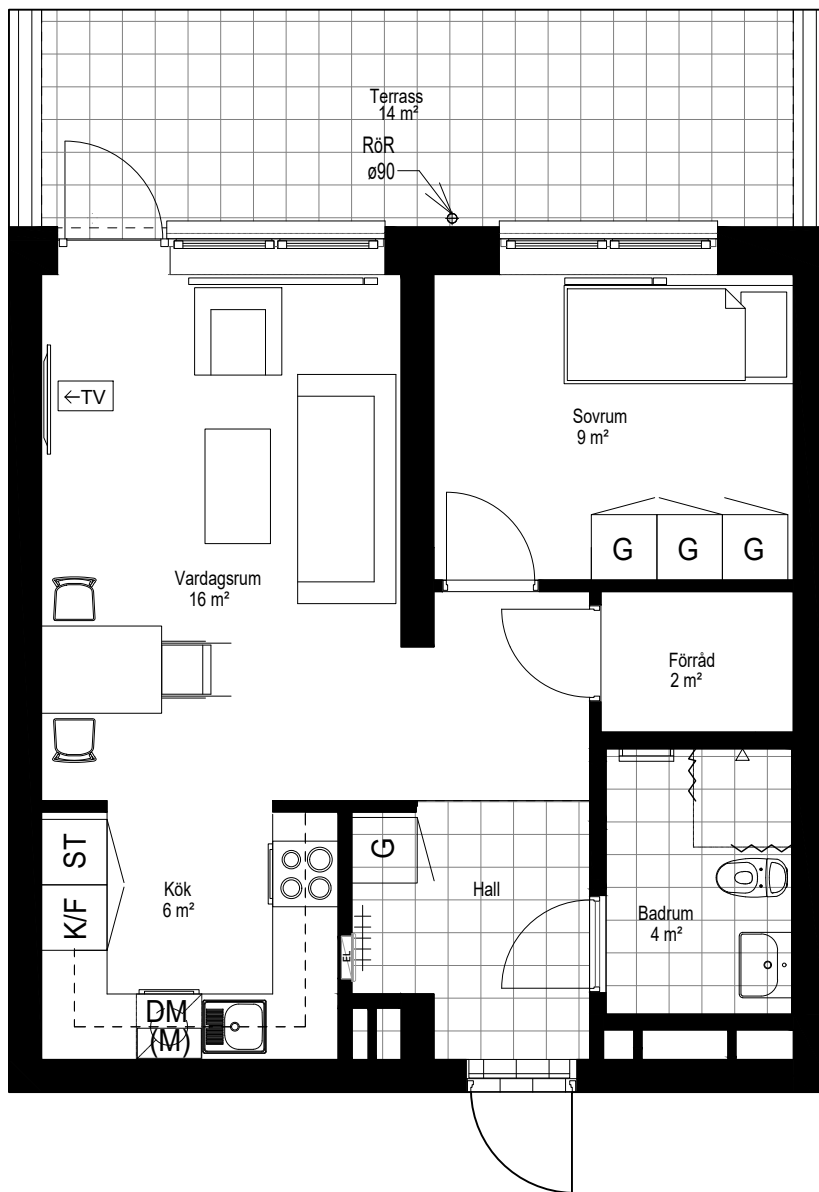 Terrass
14 m²
RöR
ø90
←TV
Sovrum
9 m²
G G G
Vardagsrum
16 m²
Förråd
2 m²
ST
G
K/F
Kök
6 m²
Hall
Badrum
4 m²
EL
DM
(M)